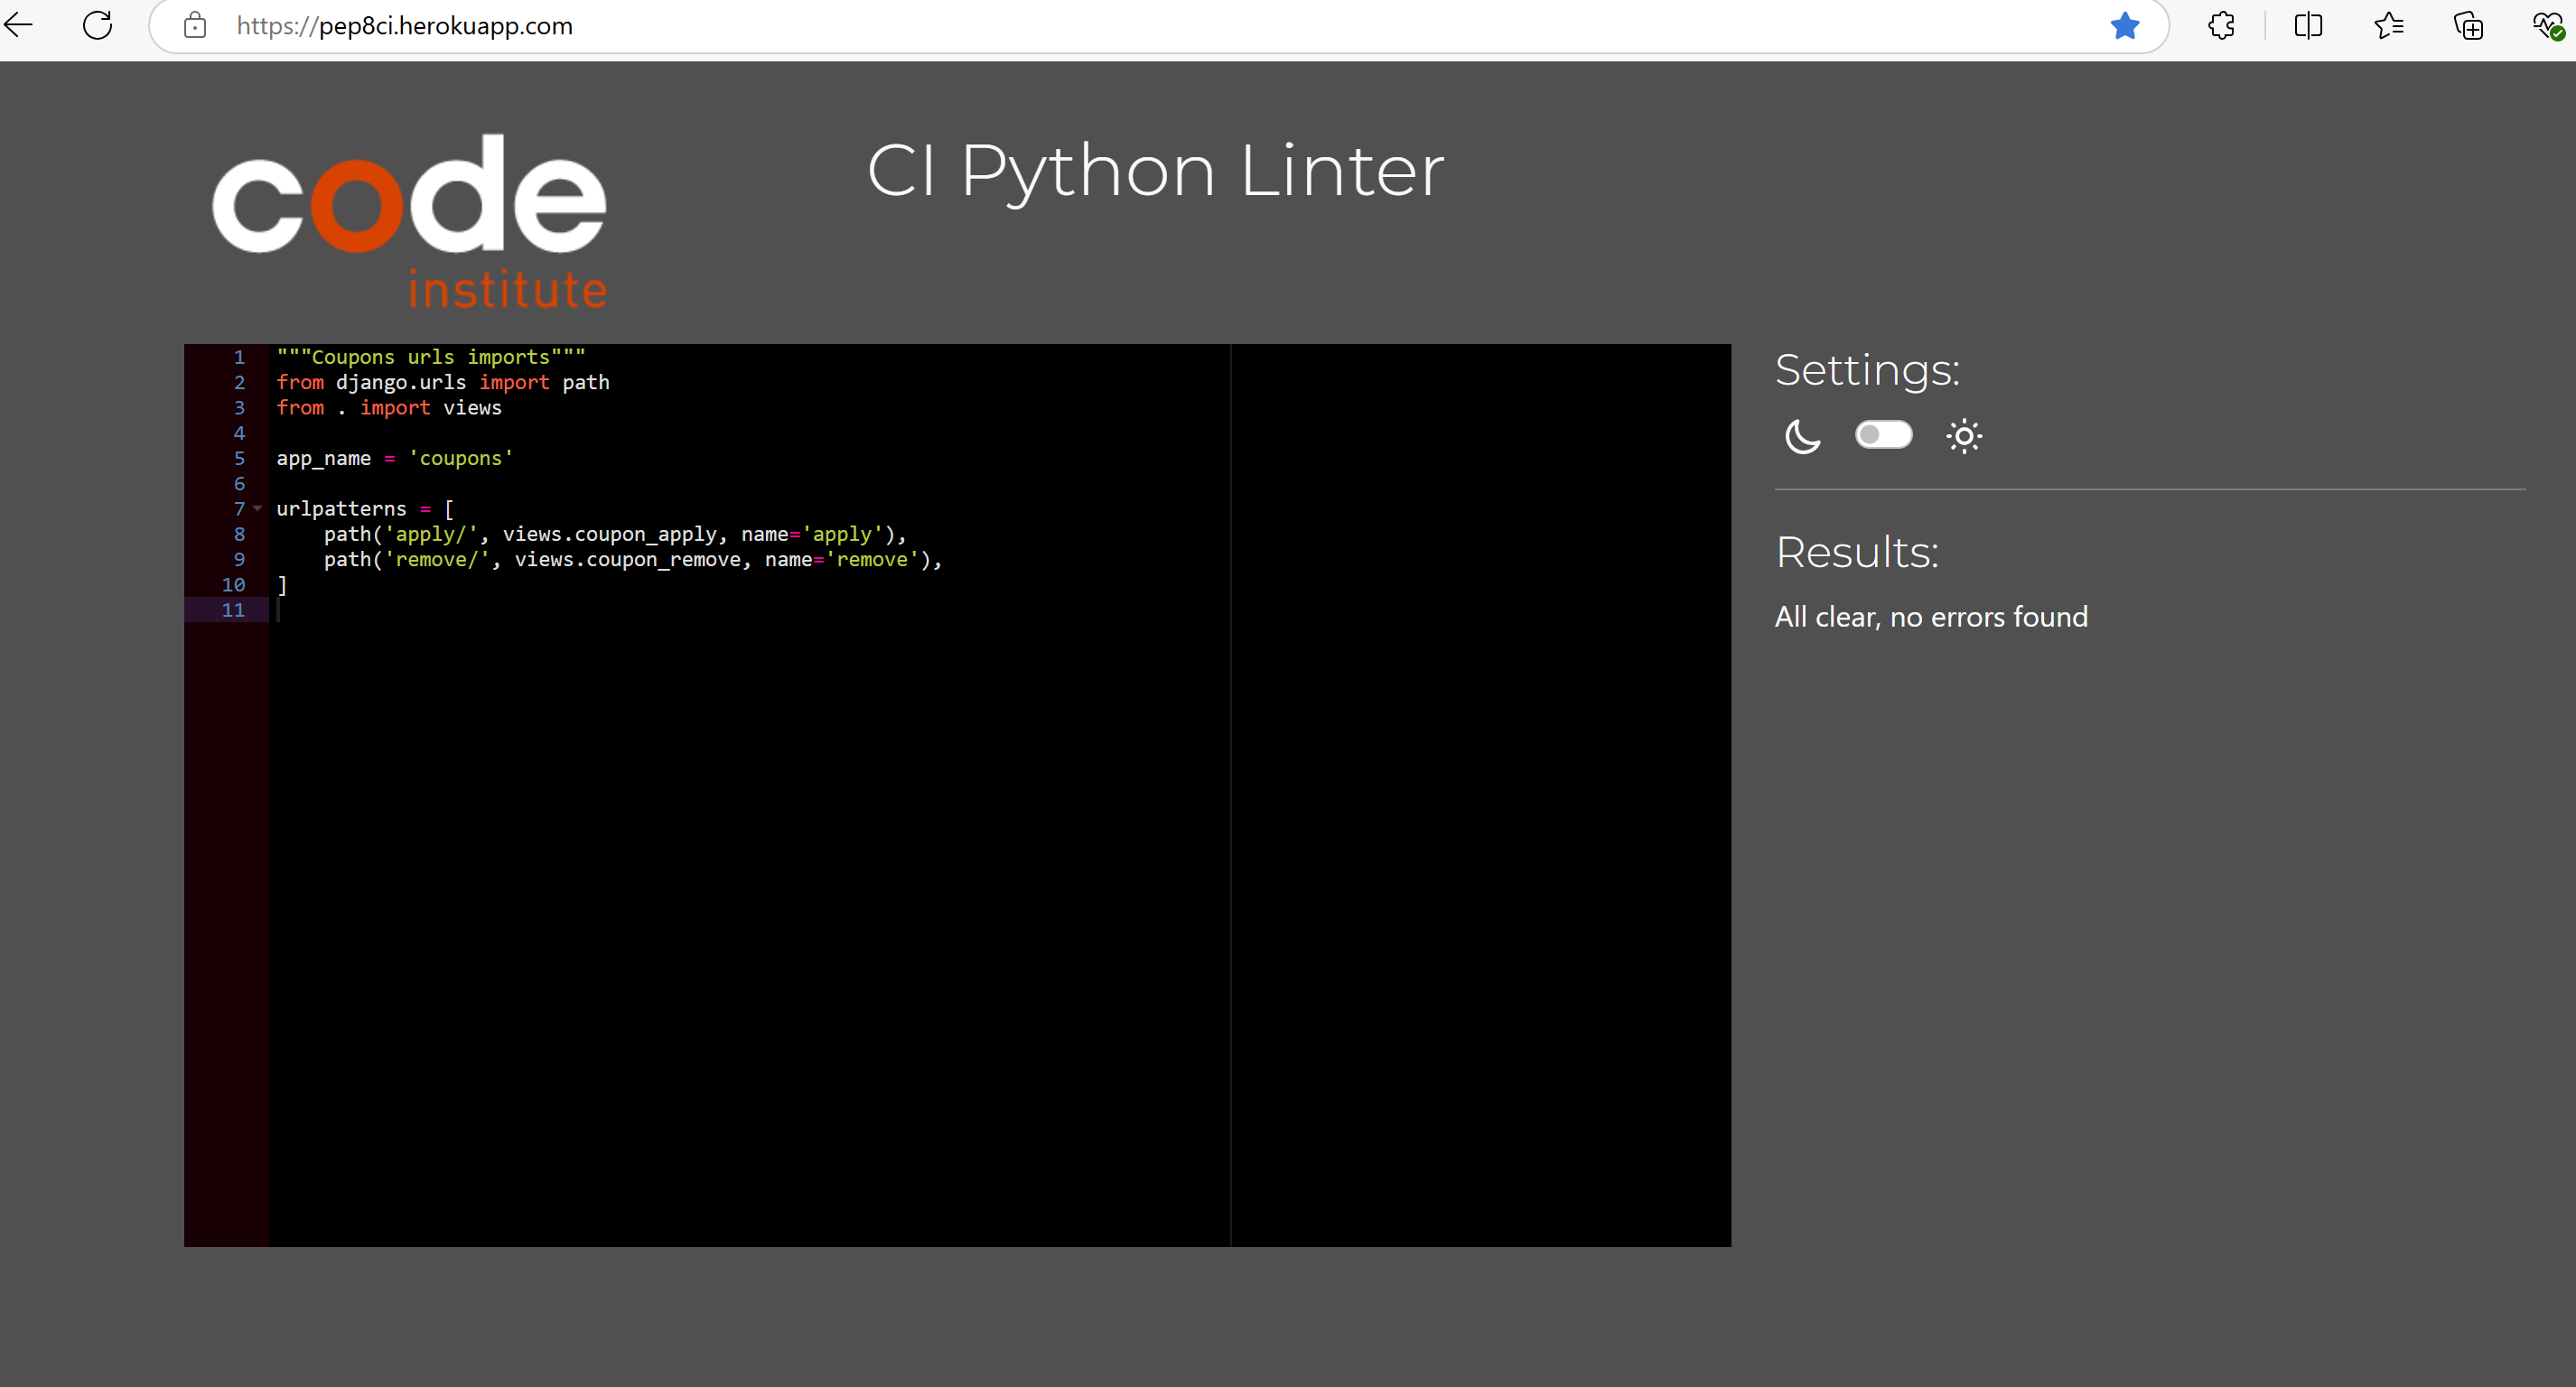 https://pep8ci.herokuapp.com
code
institute
CI Python Linter
1 """Coupons urls imports"""
2 from django.urls import path
3 from . import views
4
5 app_name = 'coupons'
6
7 urlpatterns = [
8     path('apply/', views.coupon_apply, name='apply'),
9     path('remove/', views.coupon_remove, name='remove'),
10 ]
11
Settings:
Results:
All clear, no errors found